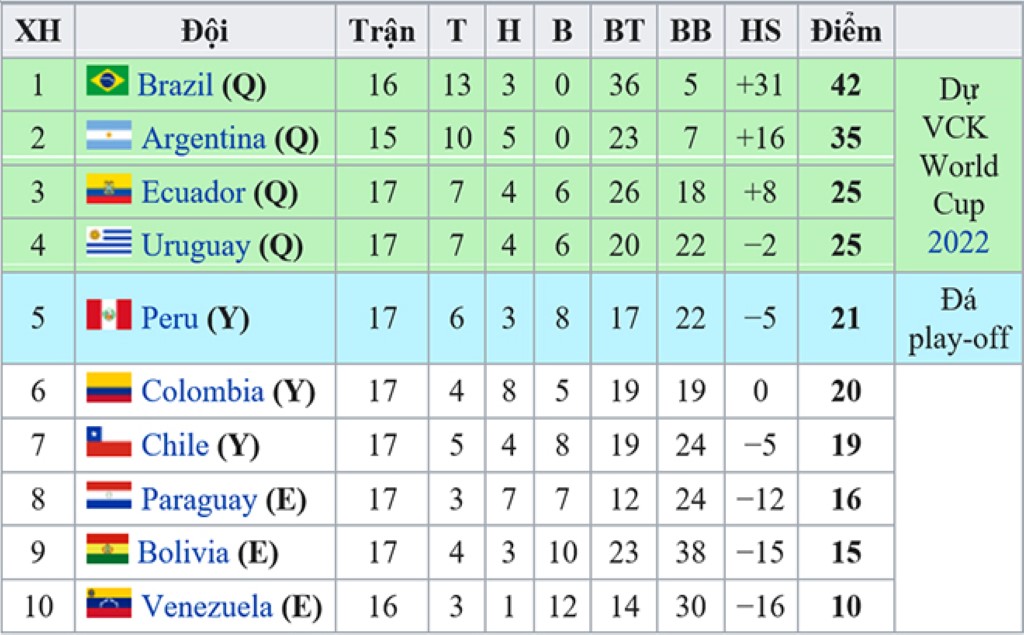 XH Đội Trận T H B BT BB HS Điểm
1 Brazil (Q) 16 13 3 0 36 5 +31 42
2 Argentina (Q) 15 10 5 0 23 7 +16 35
3 Ecuador (Q) 17 7 4 6 26 18 +8 25
4 Uruguay (Q) 17 7 4 6 20 22 −2 25
Dự
VCK
World
Cup
2022
5 Peru (Y) 17 6 3 8 17 22 −5 21
Đá
play-off
6 Colombia (Y) 17 4 8 5 19 19 0 20
7 Chile (Y) 17 5 4 8 19 24 −5 19
8 Paraguay (E) 17 3 7 7 12 24 −12 16
9 Bolivia (E) 17 4 3 10 23 38 −15 15
10 Venezuela (E) 16 3 1 12 14 30 −16 10